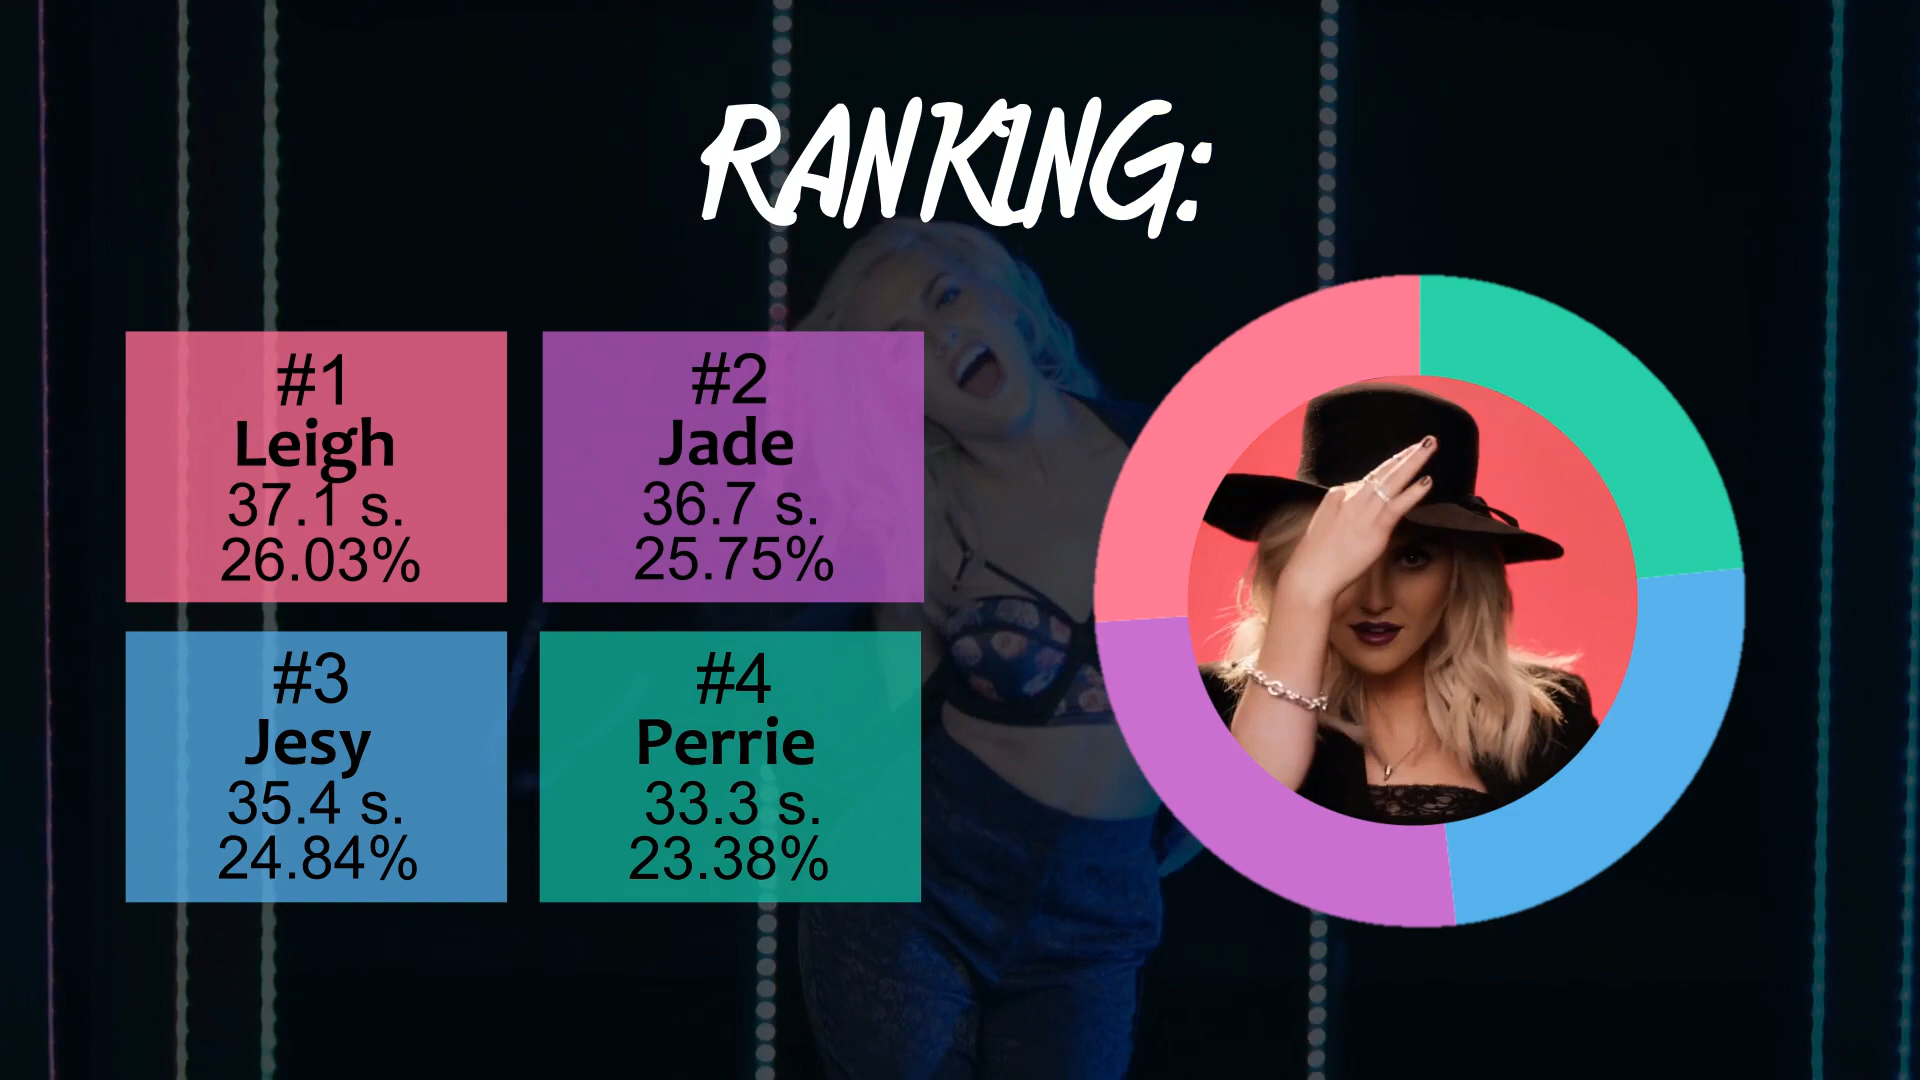 RANKING:
#1
Leigh
37.1 s.
26.03%
#2
Jade
36.7 s.
25.75%
#3
Jesy
35.4 s.
24.84%
#4
Perrie
33.3 s.
23.38%